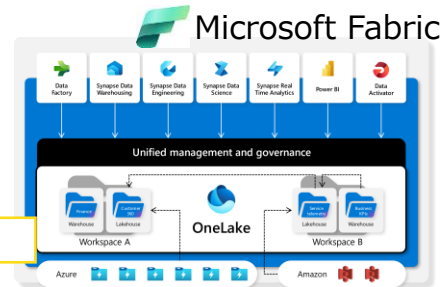 Microsoft Fabric
Data Factory
Synapse Data Warehousing
Synapse Data Engineering
Synapse Data Science
Synapse Real Time Analytics
Power BI
Data Activator
Unified management and governance
Finance
Customer 360
Service telemetry
Business KPIs
Warehouse
Lakehouse
OneLake
Lakehouse
Warehouse
Workspace A
Workspace B
Azure
Amazon